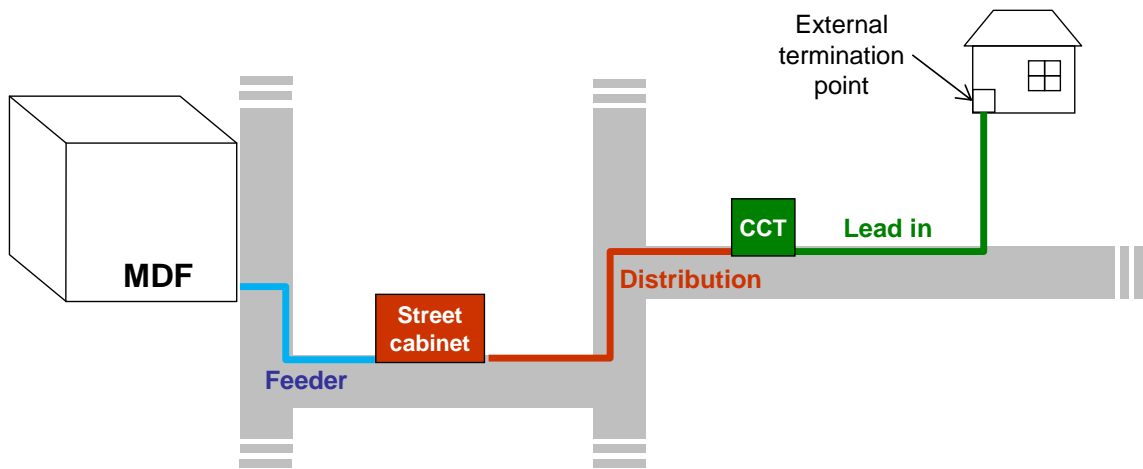 External
termination
point
CCT
Lead in
MDF
Distribution
Street
cabinet
Feeder